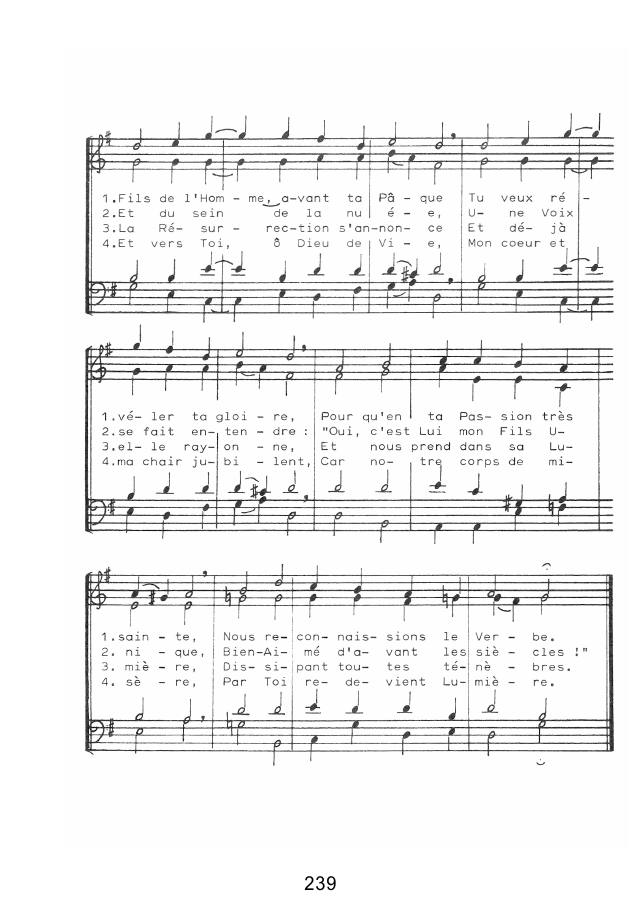 1.Fils de l'Hom - me, a-vant ta Pâ - que Tu veux ré -
2.Et du sein de la nu é - e, U- ne Voix
3.La Ré- sur - rec-tion s'an-non- ce Et dé- jà
4.Et vers Toi, ô Dieu de Vi - e, Mon coeur et
1.vé- ler ta gloi - re, Pour qu'en ta Pas- sion très
2.se fait en- ten - dre : "Oui, c'est Lui mon Fils U-
3.el- le ray- on - ne, Et nous prend dans sa Lu-
4.ma chair ju- bi - lent, Car no- tre corps de mi-
1.sain - te, Nous re- con- nais- sions le Ver - be.
2. ni - que, Bien-Ai- mé d'a- vant les siè- cles !"
3. miè - re, Dis- si- pant tou- tes té- nè - bres.
4. sè - re, Par Toi re- de- vient Lu- miè - re.
239